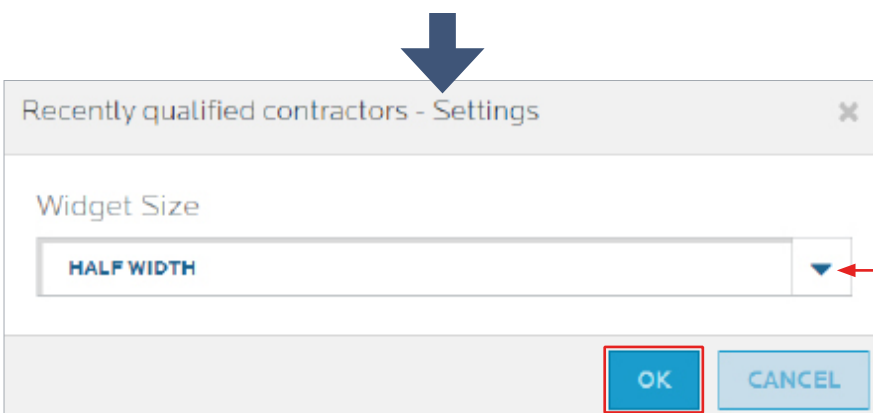 Recently qualified contractors - Settings
Widget Size
HALF WIDTH
OK CANCEL